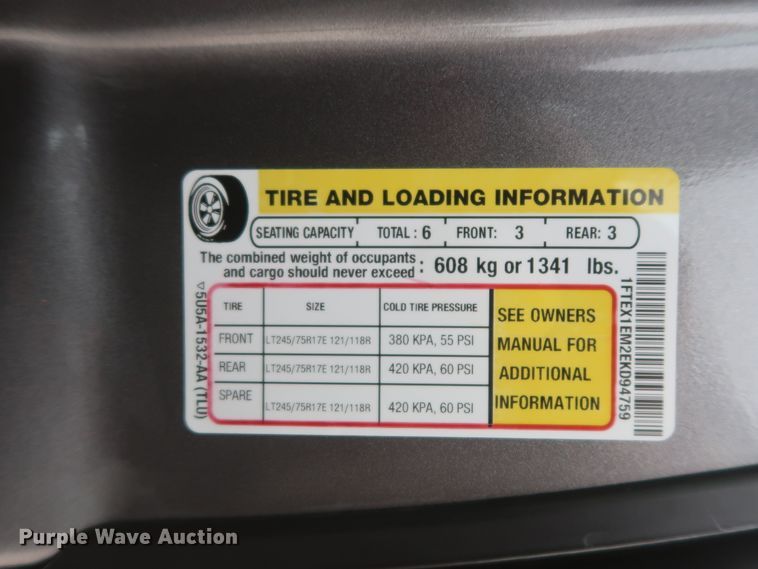 TIRE AND LOADING INFORMATION
SEATING CAPACITY TOTAL : 6 FRONT: 3 REAR: 3
The combined weight of occupants
and cargo should never exceed : 608 kg or 1341 lbs.
TIRE SIZE COLD TIRE PRESSURE
FRONT LT245/75R17E 121/118R 380 KPA, 55 PSI
REAR LT245/75R17E 121/118R 420 KPA, 60 PSI
SPARE LT245/75R17E 121/118R 420 KPA, 60 PSI
SEE OWNERS
MANUAL FOR
ADDITIONAL
INFORMATION
▽5U5A-1532-AA (TLU)
1FTEX1EM2EKD94759
Purple Wave Auction